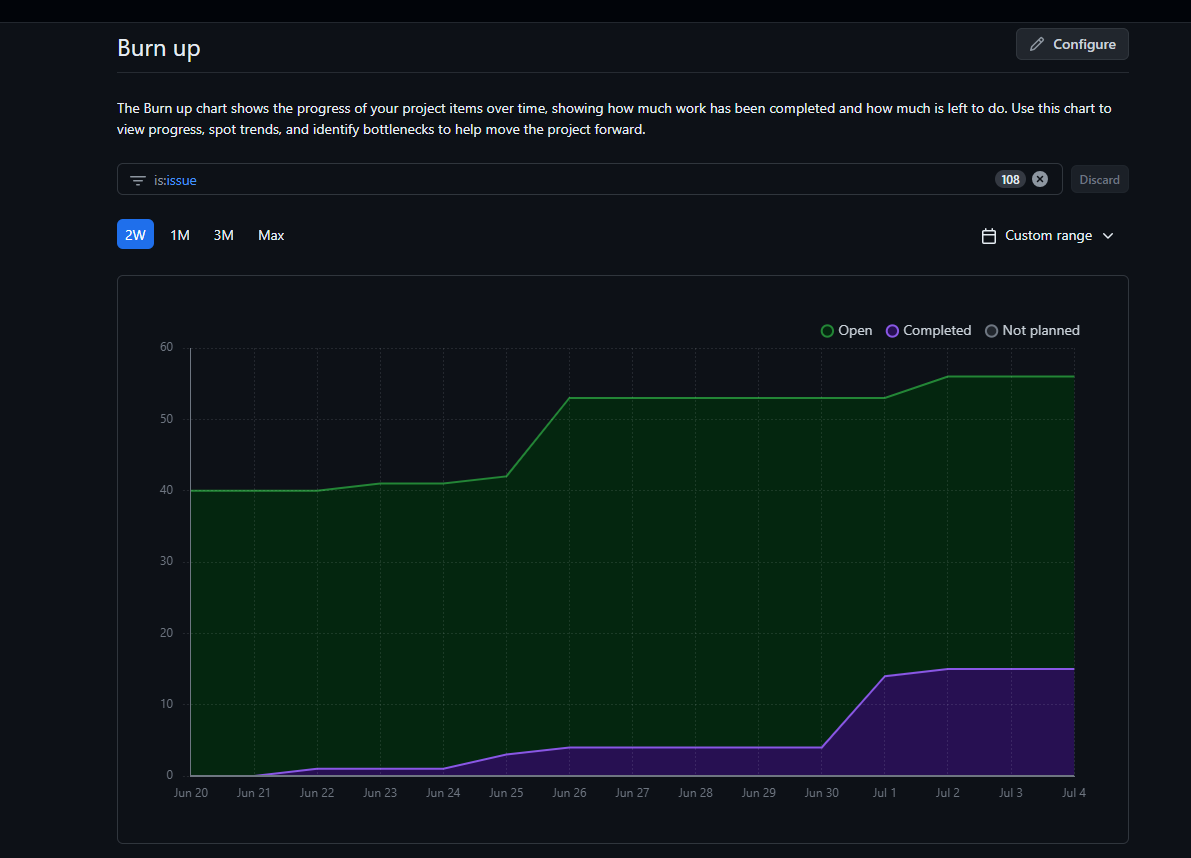 Burn up
Configure
The Burn up chart shows the progress of your project items over time, showing how much work has been completed and how much is left to do. Use this chart to
view progress, spot trends, and identify bottlenecks to help move the project forward.
is:issue 108 Discard
2W 1M 3M Max Custom range
Open Completed Not planned
60
50
40
30
20
10
0
Jun 20 Jun 21 Jun 22 Jun 23 Jun 24 Jun 25 Jun 26 Jun 27 Jun 28 Jun 29 Jun 30 Jul 1 Jul 2 Jul 3 Jul 4